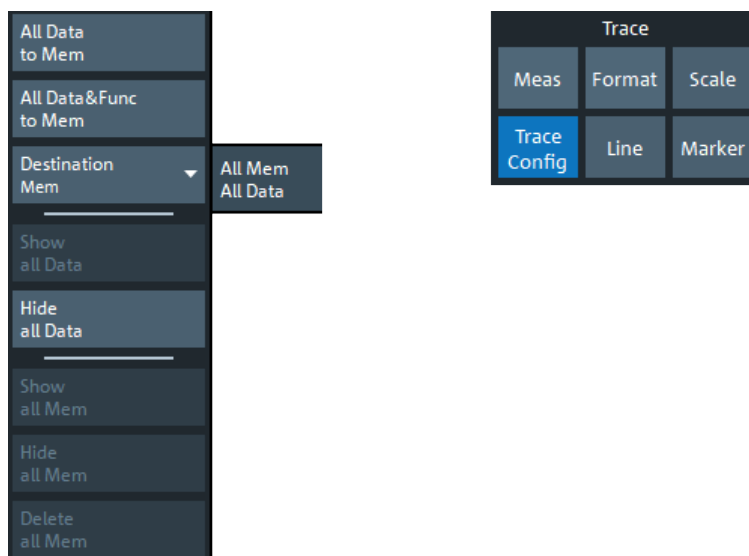 All Data
to Mem
All Data&Func
to Mem
Destination
Mem
Show
all Data
Hide
all Data
Show
all Mem
Hide
all Mem
Delete
all Mem
All Mem
All Data
Trace
Meas
Format
Scale
Trace
Config
Line
Marker